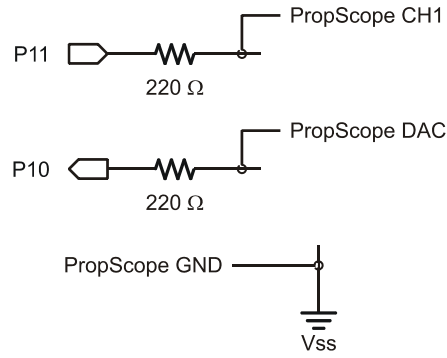 PropScope CH1
P11
220 Ω
PropScope DAC
P10
220 Ω
PropScope GND
Vss